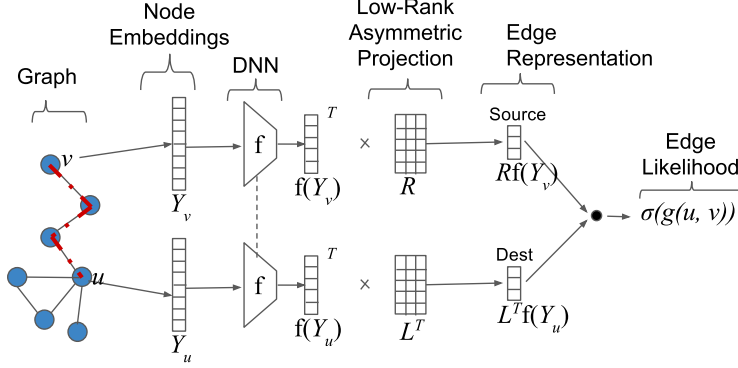 Graph
Node
Embeddings
DNN
Low-Rank
Asymmetric
Projection
Edge
Representation
Edge
Likelihood
v
Y_v
f
T
f(Y_v)
×
R
Source
Rf(Y_v)
σ(g(u, v))
u
Y_u
f
T
f(Y_u)
×
L^T
Dest
L^Tf(Y_u)